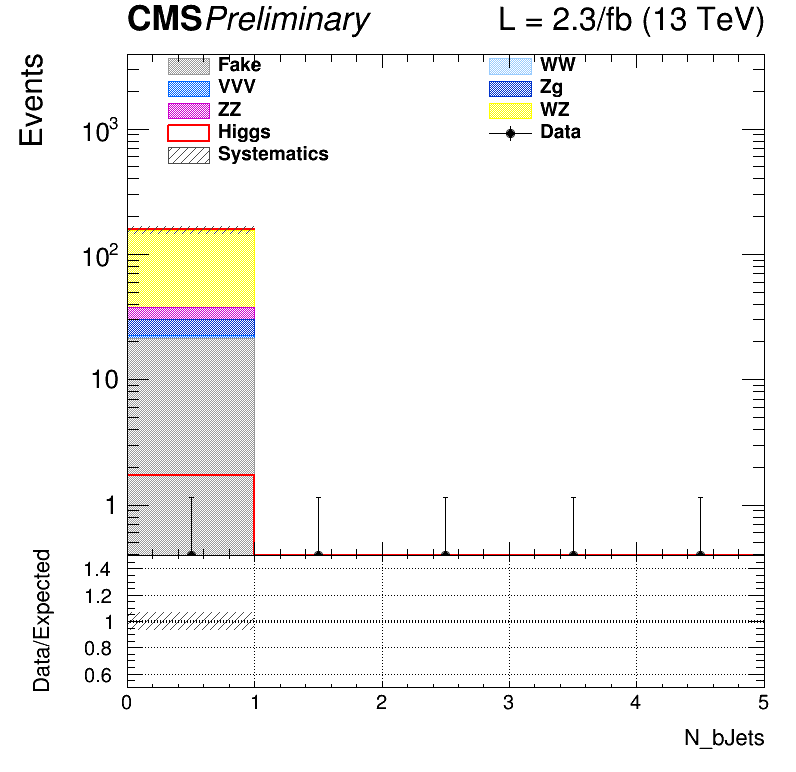 CMS Preliminary L = 2.3/fb (13 TeV)
Events
Fake WW
VVV Zg
ZZ WZ
Higgs Data
Systematics
10³
10²
10
1
Data/Expected
1.4
1.2
1
0.8
0.6
0 1 2 3 4 5
N_bJets